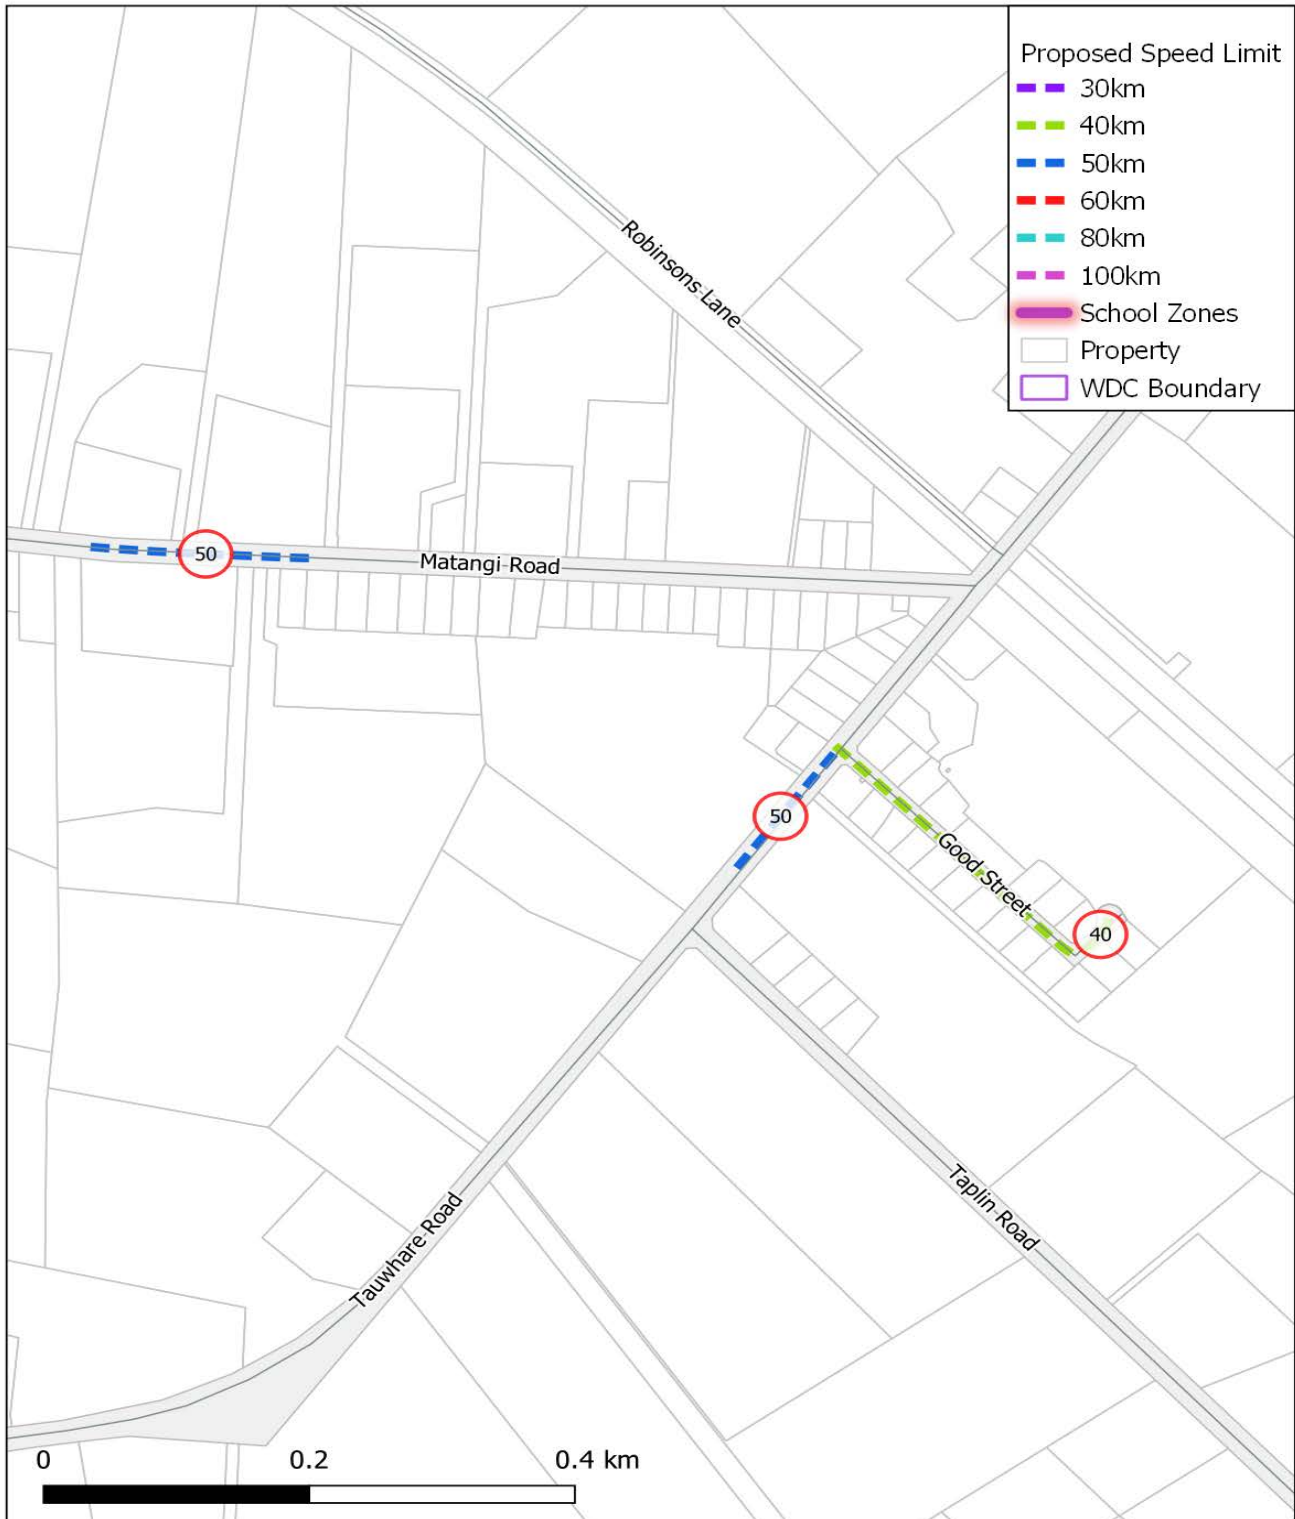 Proposed Speed Limit
30km
40km
50km
60km
80km
100km
School Zones
Property
WDC Boundary
Robinsons Lane
50
Matangi Road
50
Good Street
40
Taplin Road
Tauwhare Road
0 0.2 0.4 km